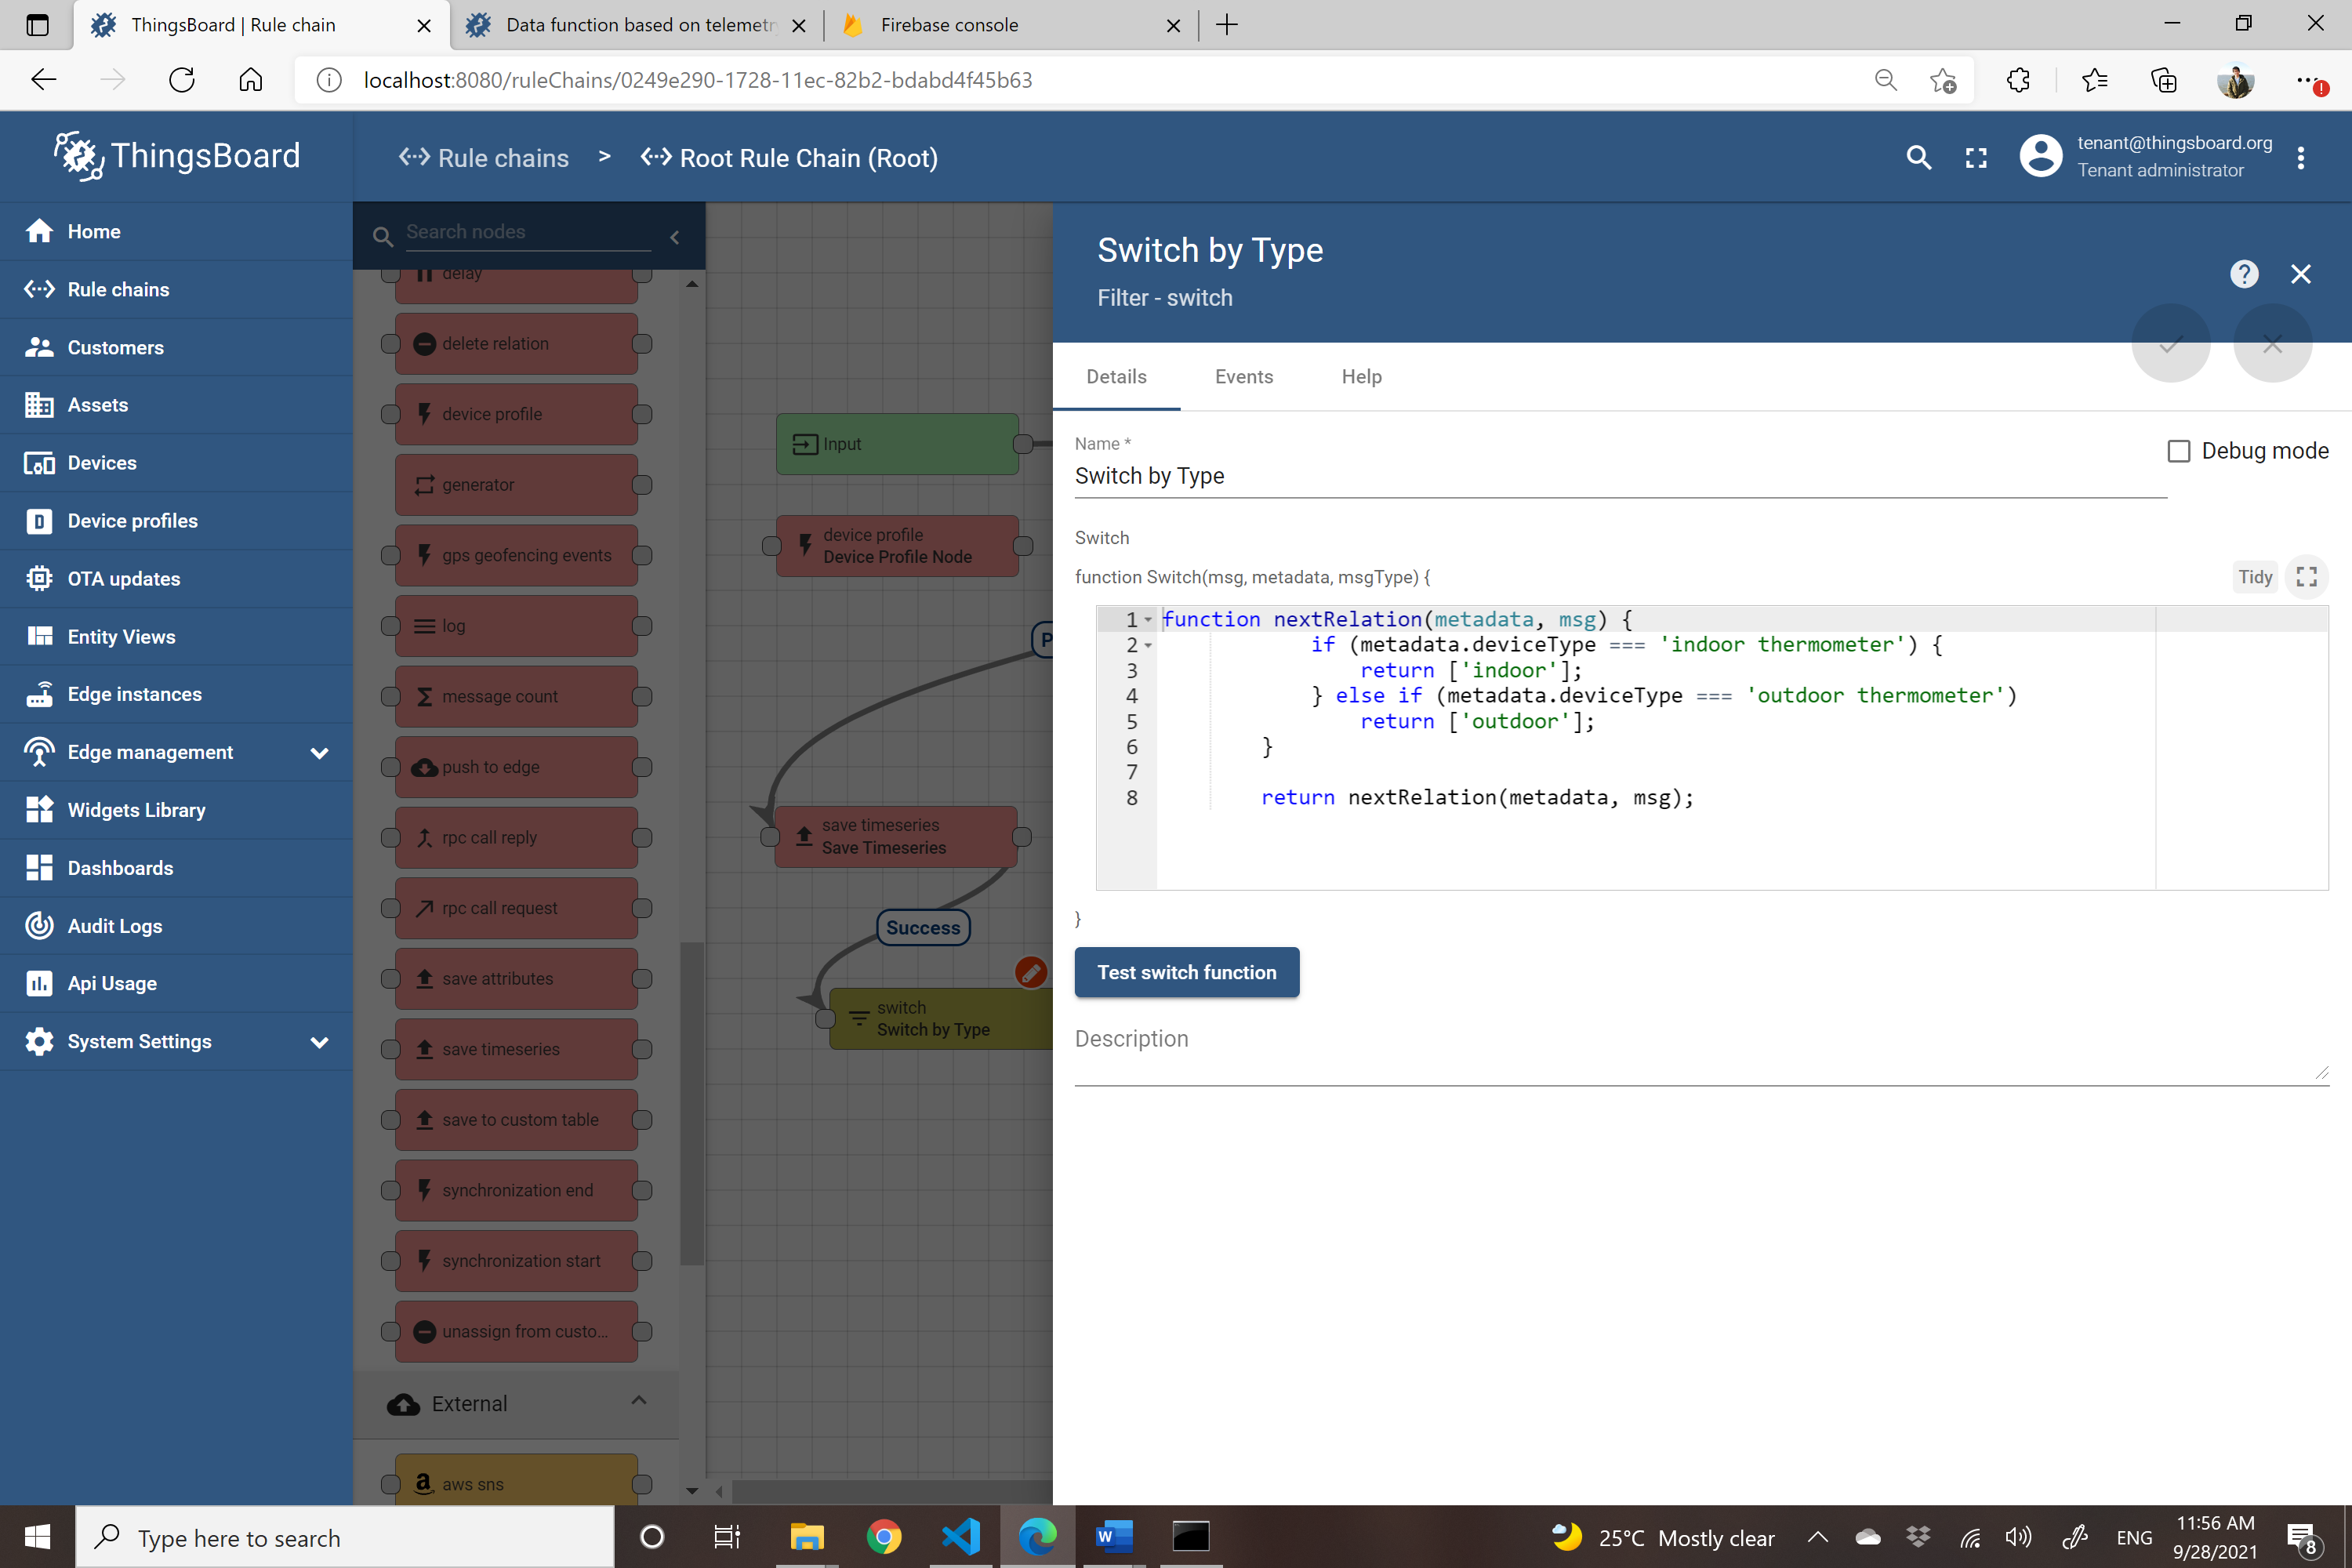 ThingsBoard | Rule chain
Data function based on telemetr
Firebase console
localhost:8080/ruleChains/0249e290-1728-11ec-82b2-bdabd4f45b63
ThingsBoard
Rule chains > Root Rule Chain (Root)
tenant@thingsboard.org
Tenant administrator
Home
Rule chains
Customers
Assets
Devices
Device profiles
OTA updates
Entity Views
Edge instances
Edge management
Widgets Library
Dashboards
Audit Logs
Api Usage
System Settings
Search nodes
delay
delete relation
device profile
generator
gps geofencing events
log
message count
push to edge
rpc call reply
rpc call request
save attributes
save timeseries
save to custom table
synchronization end
synchronization start
unassign from custo...
External
aws sns
Input
device profile
Device Profile Node
P
save timeseries
Save Timeseries
Success
switch
Switch by Type
Switch by Type
Filter - switch
Details
Events
Help
Name *
Switch by Type
Debug mode
Switch
function Switch(msg, metadata, msgType) {
Tidy
1 function nextRelation(metadata, msg) {
2 if (metadata.deviceType === 'indoor thermometer') {
3 return ['indoor'];
4 } else if (metadata.deviceType === 'outdoor thermometer')
5 return ['outdoor'];
6 }
7
8 return nextRelation(metadata, msg);
}
Test switch function
Description
Type here to search
25°C Mostly clear
ENG
11:56 AM
9/28/2021
8